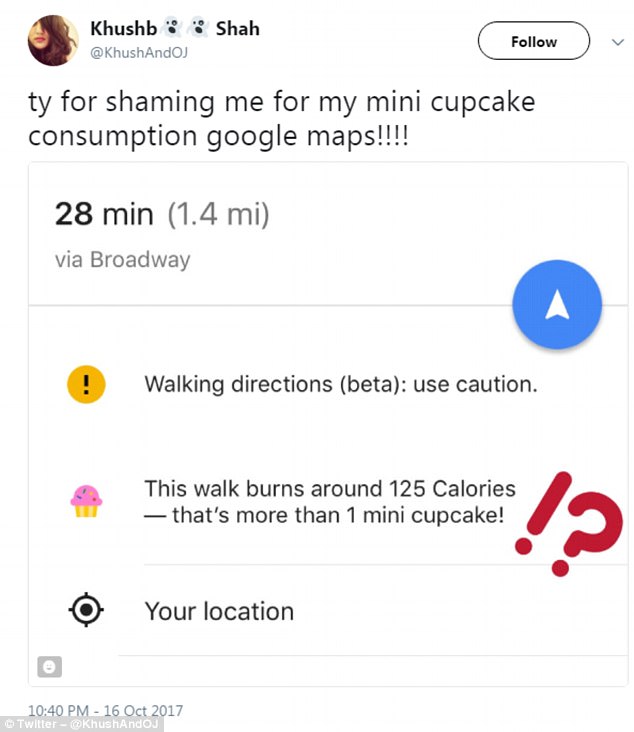 Khushb 👻 👻 Shah
@KhushAndOJ
Follow
ty for shaming me for my mini cupcake
consumption google maps!!!!
28 min (1.4 mi)
via Broadway
! Walking directions (beta): use caution.
This walk burns around 125 Calories
— that's more than 1 mini cupcake!
!?
Your location
10:40 PM - 16 Oct 2017
© Twitter – @KhushAndOJ